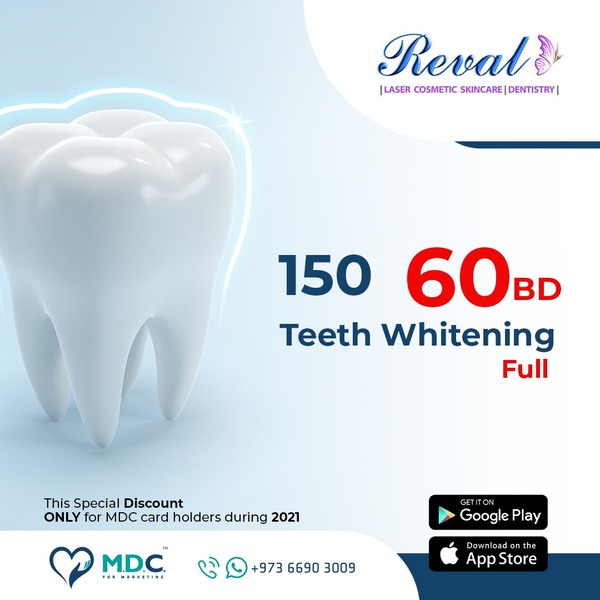 Reval
|LASER COSMETIC SKINCARE|DENTISTRY|
150 60BD
Teeth Whitening
Full
This Special Discount
ONLY for MDC card holders during 2021
GET IT ON
Google Play
Download on the
App Store
M.D.C. TM
FOR MARKETING
+973 6690 3009